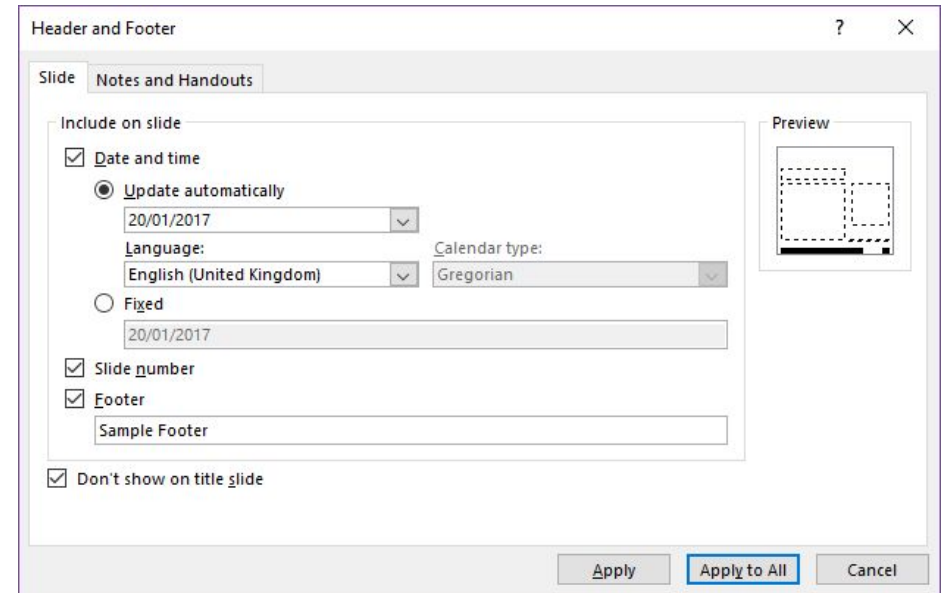 Header and Footer ?
Slide Notes and Handouts
Include on slide Preview
Date and time
Update automatically
20/01/2017
Language: Calendar type:
English (United Kingdom) Gregorian
Fixed
20/01/2017
Slide number
Footer
Sample Footer
Don't show on title slide
Apply Apply to All Cancel